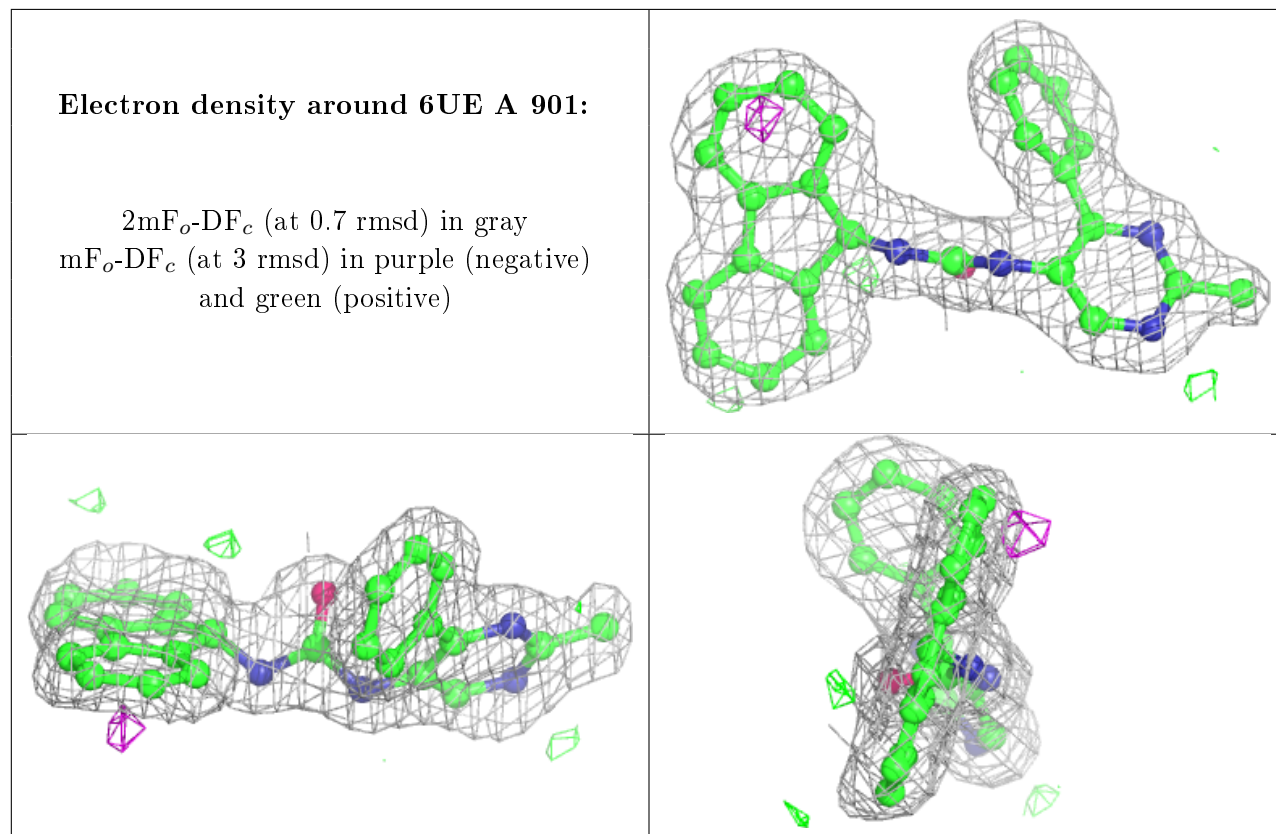 Electron density around 6UE A 901:
2mFo-DFc (at 0.7 rmsd) in gray
mFo-DFc (at 3 rmsd) in purple (negative)
and green (positive)